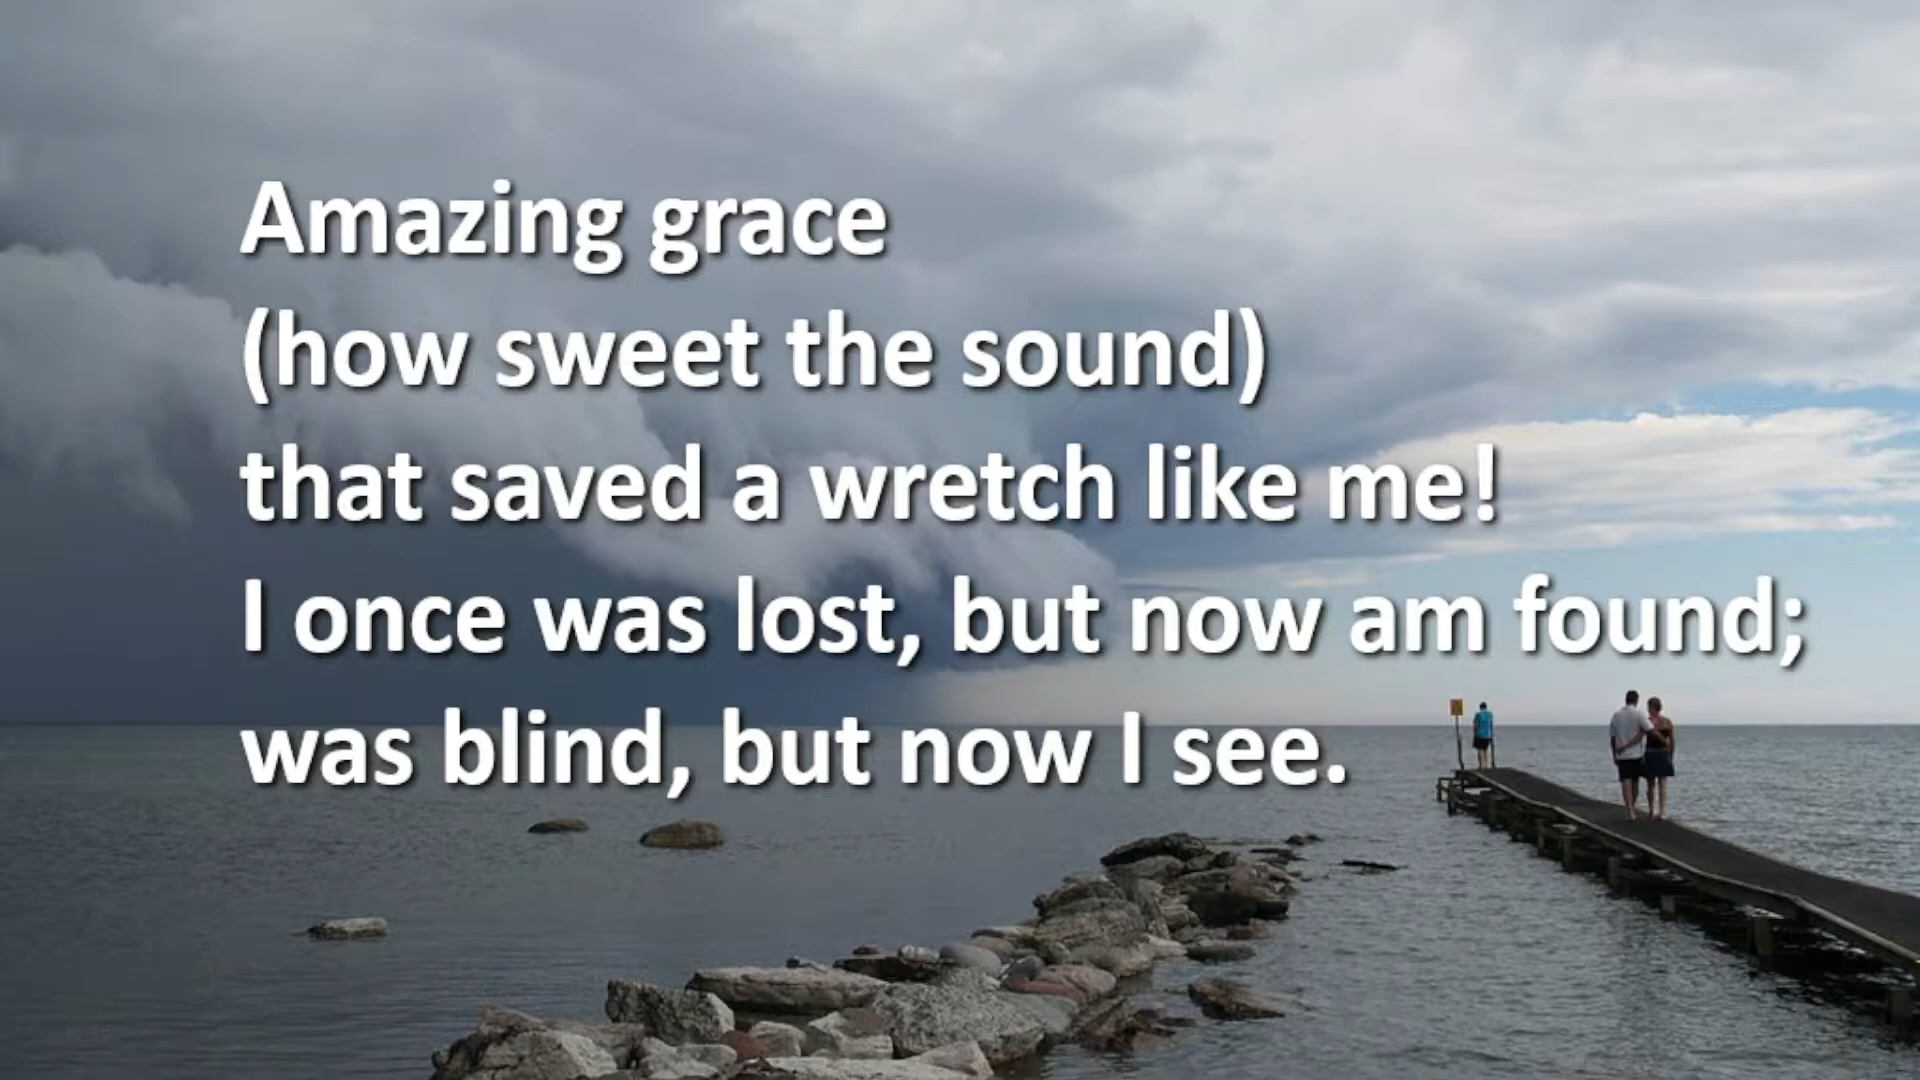 Amazing grace
(how sweet the sound)
that saved a wretch like me!
I once was lost, but now am found;
was blind, but now I see.